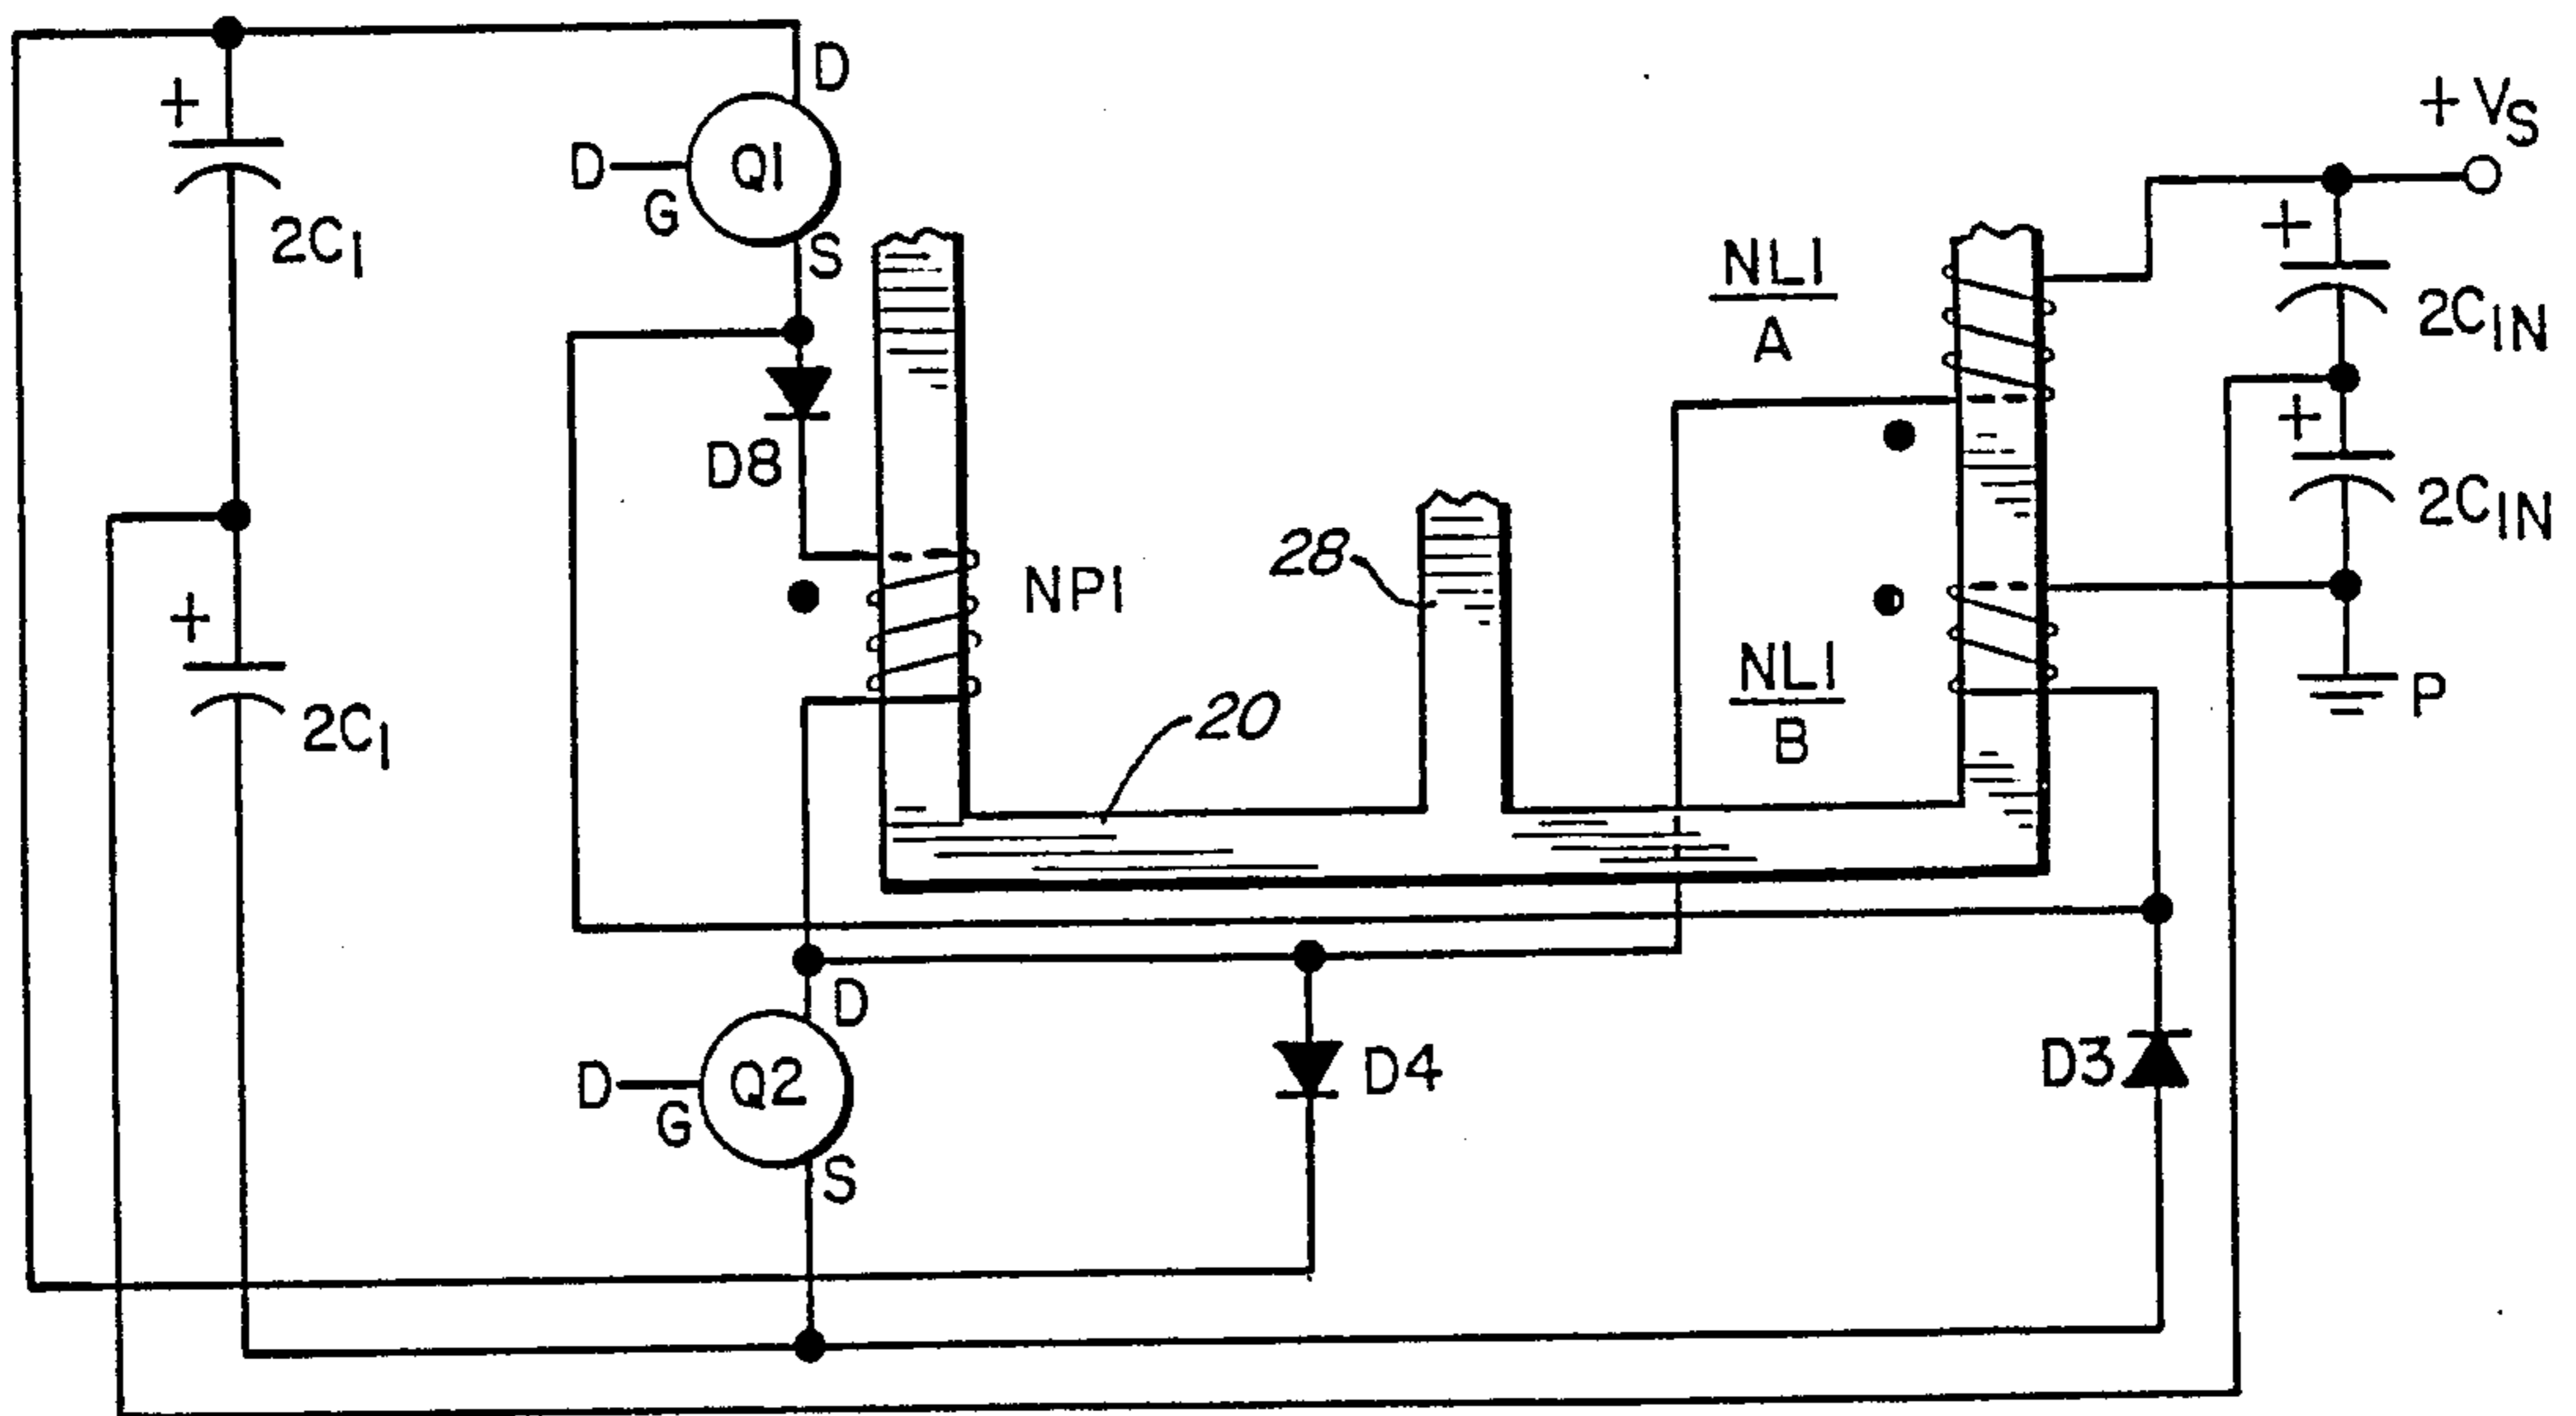 D
+ VS
+
D
Q1
G
S
2C1
+
NL1
A
2CIN
+
D8
28
NP1
2CIN
+
NL1
B
P
20
2C1
D
D
Q2
G
D4
D3
S